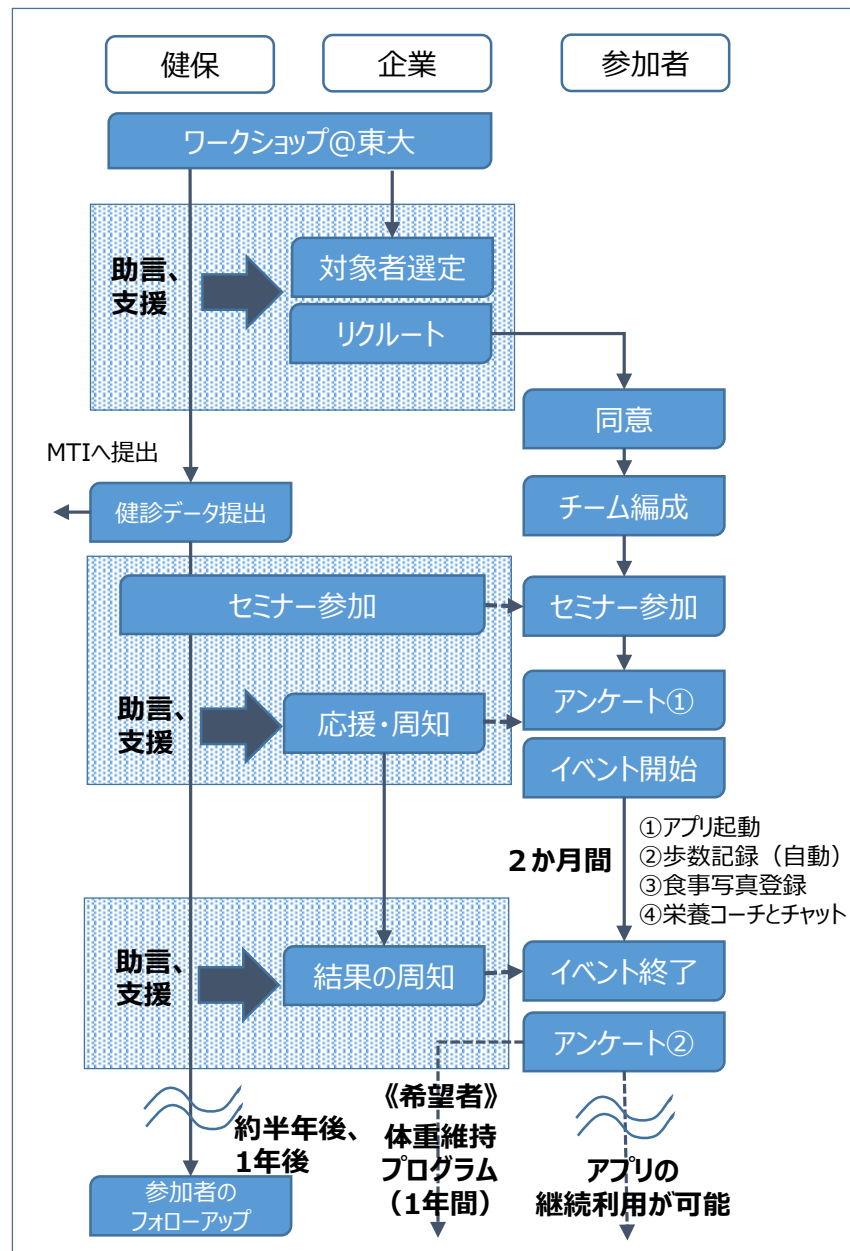 健保
企業
参加者
ワークショップ@東大
助言、
支援
対象者選定
リクルート
同意
MTIへ提出
健診データ提出
チーム編成
セミナー参加
セミナー参加
助言、
支援
応援・周知
アンケート①
イベント開始
2か月間
①アプリ起動
②歩数記録（自動）
③食事写真登録
④栄養コーチとチャット
助言、
支援
結果の周知
イベント終了
アンケート②
約半年後、
1年後
《希望者》
体重維持
プログラム
（1年間）
アプリの
継続利用が可能
参加者の
フォローアップ